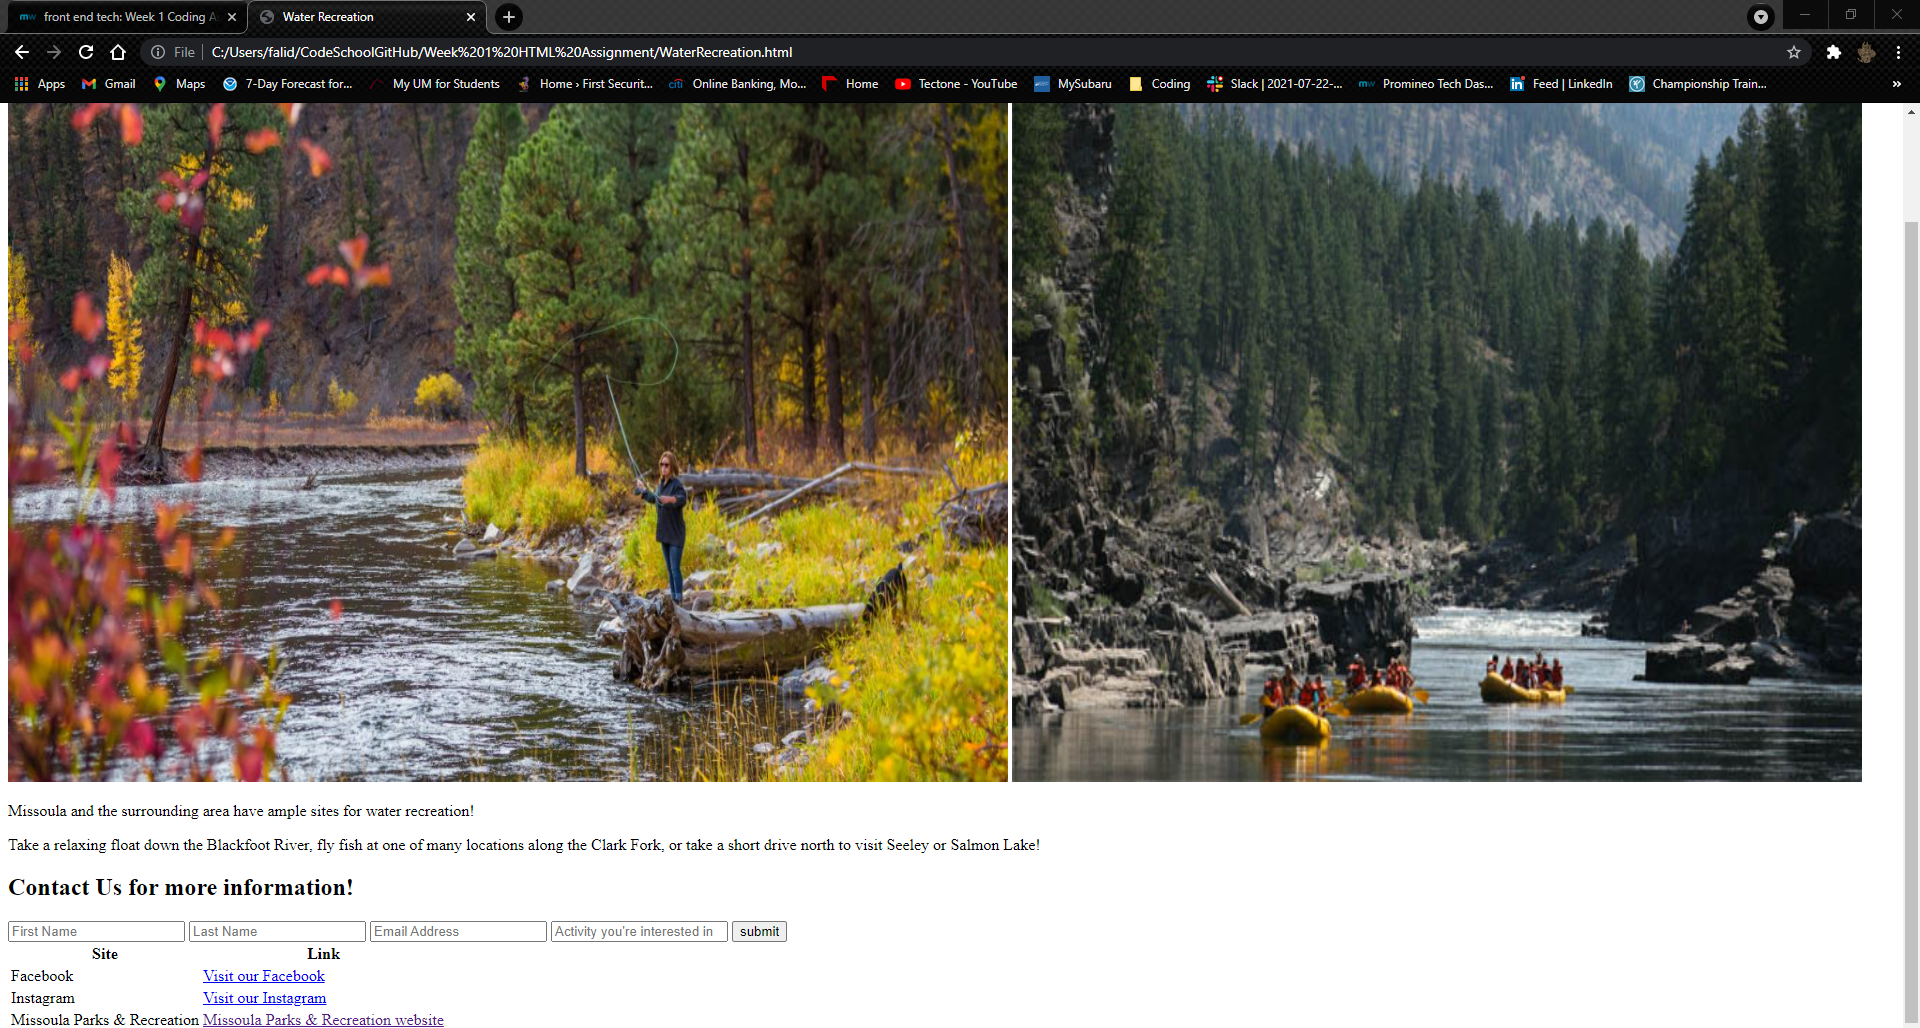 front end tech: Week 1 Coding A
Water Recreation
File
C:/Users/falid/CodeSchoolGitHub/Week%201%20HTML%20Assignment/WaterRecreation.html
Apps
Gmail
Maps
7-Day Forecast for...
My UM for Students
Home › First Securit...
citi
Online Banking, Mo...
Home
Tectone - YouTube
MySubaru
Coding
Slack | 2021-07-22-...
Promineo Tech Das...
Feed | LinkedIn
Championship Train...
»
Missoula and the surrounding area have ample sites for water recreation!
Take a relaxing float down the Blackfoot River, fly fish at one of many locations along the Clark Fork, or take a short drive north to visit Seeley or Salmon Lake!
Contact Us for more information!
First Name Last Name Email Address Activity you're interested in submit
Site Link
Facebook Visit our Facebook
Instagram Visit our Instagram
Missoula Parks & Recreation Missoula Parks & Recreation website